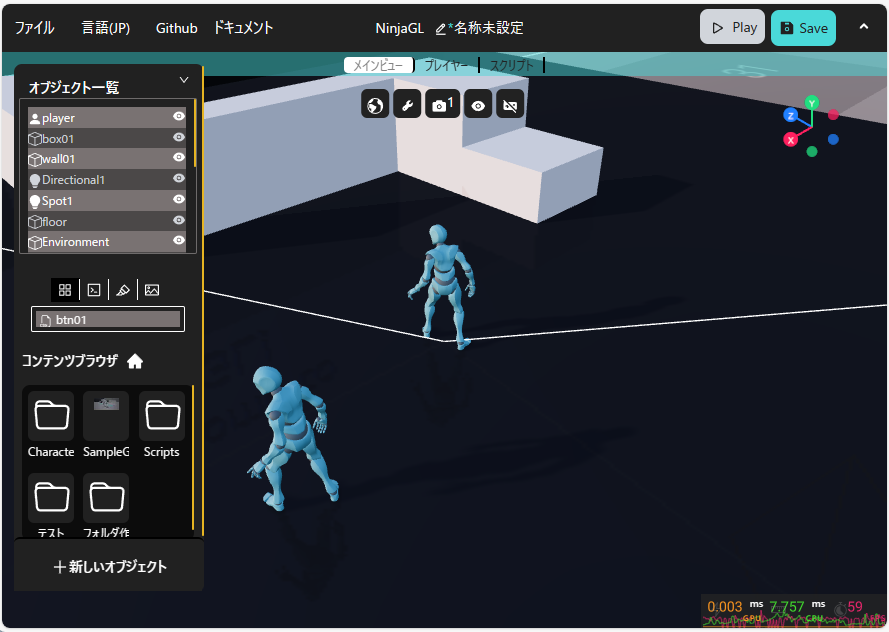 ファイル 言語(JP) Github ドキュメント NinjaGL *名称未設定 Play Save
メインビュー プレイヤー スクリプト
オブジェクト一覧
player
box01
wall01
Directional1
Spot1
floor
Environment
1
Y
Z
X
btn01
コンテンツブラウザ
Characte SampleG Scripts
テスト フォルダ作
+新しいオブジェクト
0.003 ms GPU 7.757 ms CPU 59 FPS